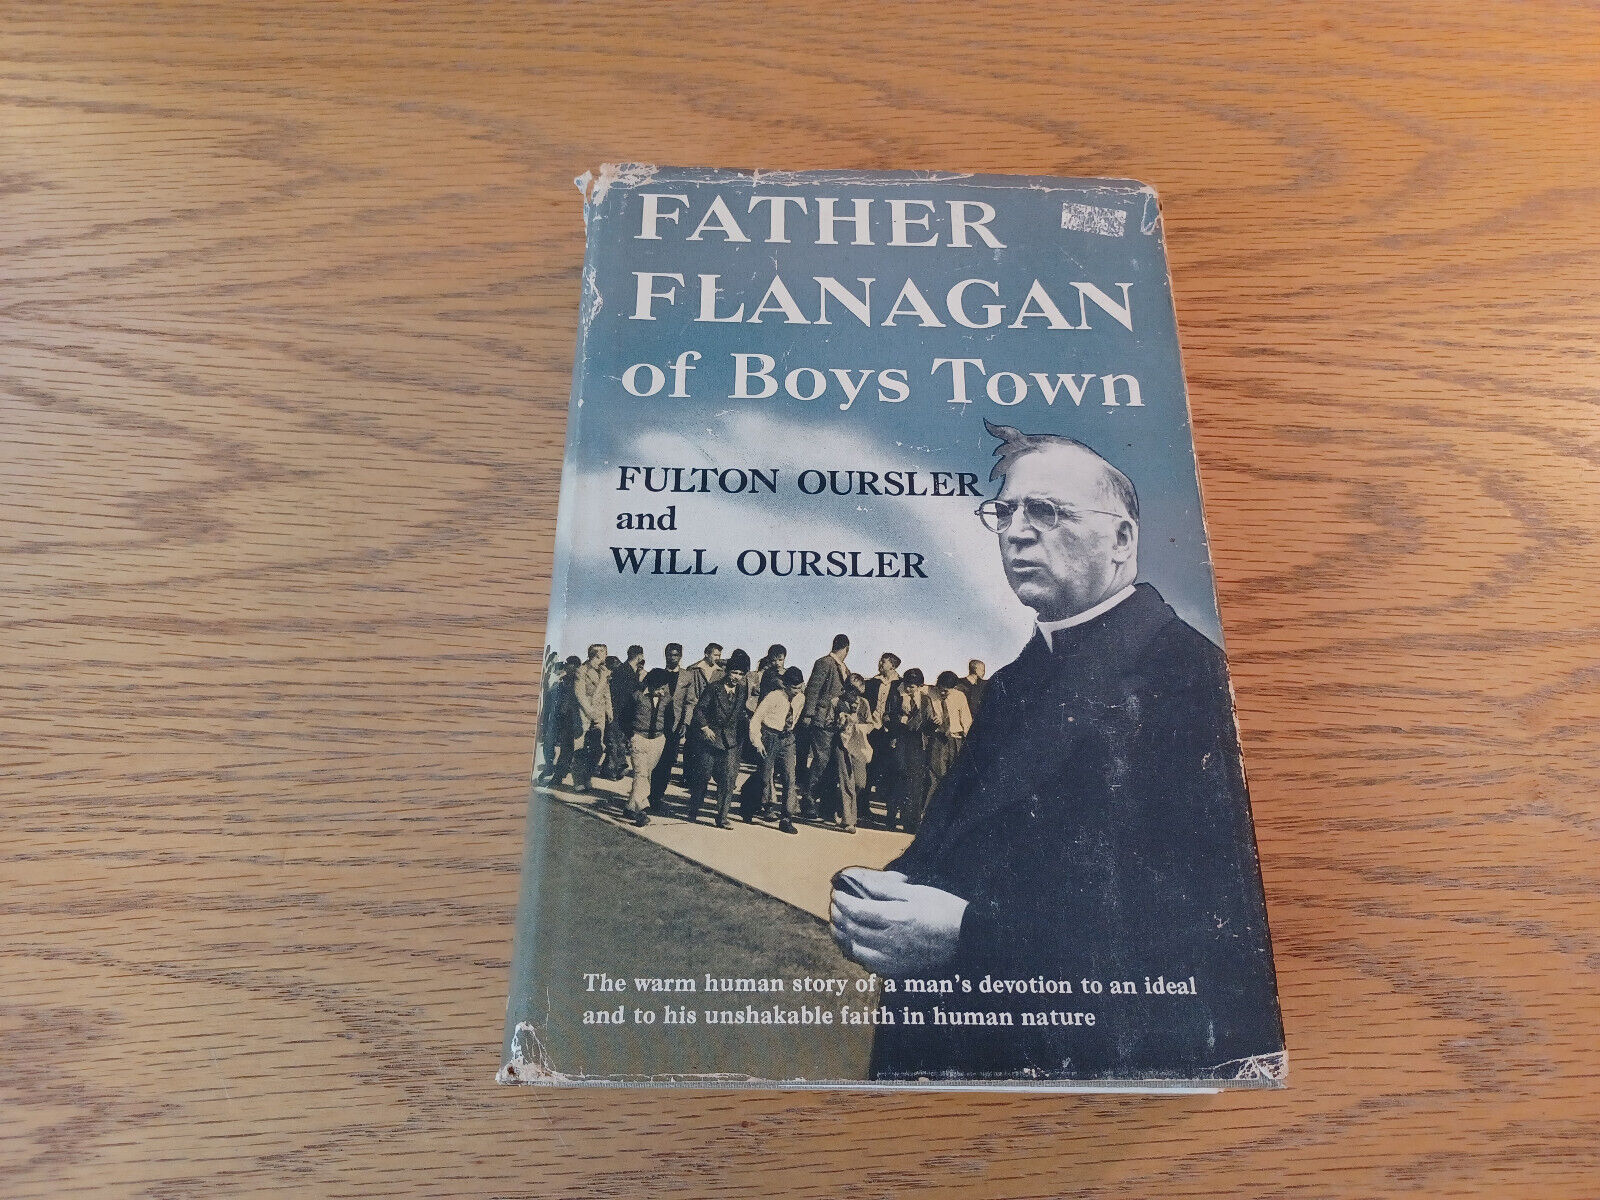 FATHER
FLANAGAN
of Boys Town
FULTON OURSLER
and
WILL OURSLER
The warm human story of a man's devotion to an ideal
and to his unshakable faith in human nature